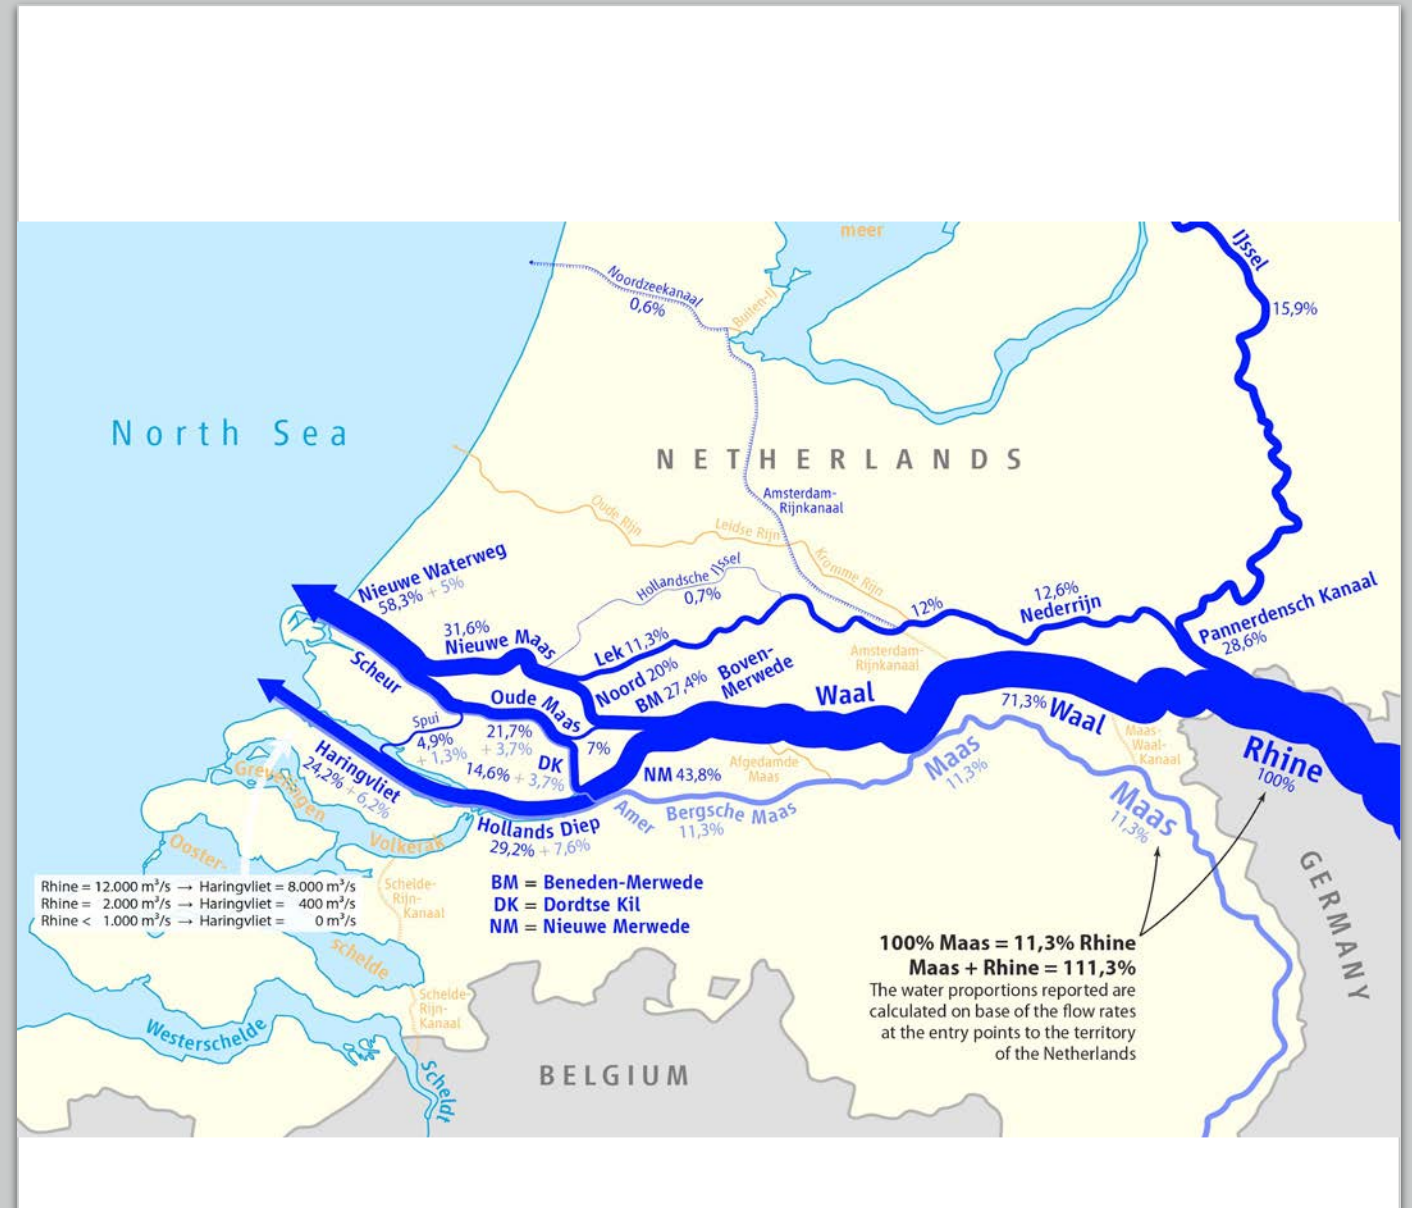 meer
IJssel
Noordzeekanaal
0,6%
Buiten-IJ
15,9%
North Sea
NETHERLANDS
Amsterdam-
Rijnkanaal
Oude Rijn
Leidse Rijn
Kromme Rijn
Hollandsche IJssel
0,7%
Nieuwe Waterweg
58,3% + 5%
12%
12,6%
Nederrijn
Pannerdensch Kanaal
28,6%
31,6%
Nieuwe Maas
Lek 11,3%
Noord 20%
BM 27,4%
Boven-
Merwede
Amsterdam-
Rijnkanaal
Scheur
Oude Maas
Waal
71,3% Waal
Spui
4,9%
+ 1,3%
21,7%
+ 3,7%
7%
DK
14,6% + 3,7%
NM 43,8%
Afgedamde
Maas
Maas
11,3%
Maas-
Waal-
Kanaal
Rhine
100%
Haringvliet
24,2% + 6,2%
Grevelingen
Amer
Bergsche Maas
11,3%
Maas
11,3%
Hollands Diep
29,2% + 7,6%
Volkerak
Ooster-
schelde
Rhine = 12.000 m³/s → Haringvliet = 8.000 m³/s
Rhine = 2.000 m³/s → Haringvliet = 400 m³/s
Rhine < 1.000 m³/s → Haringvliet = 0 m³/s
Schelde-
Rijn-
Kanaal
BM = Beneden-Merwede
DK = Dordtse Kil
NM = Nieuwe Merwede
GERMANY
100% Maas = 11,3% Rhine
Maas + Rhine = 111,3%
The water proportions reported are
calculated on base of the flow rates
at the entry points to the territory
of the Netherlands
Schelde-
Rijn-
Kanaal
Westerschelde
Scheldt
BELGIUM